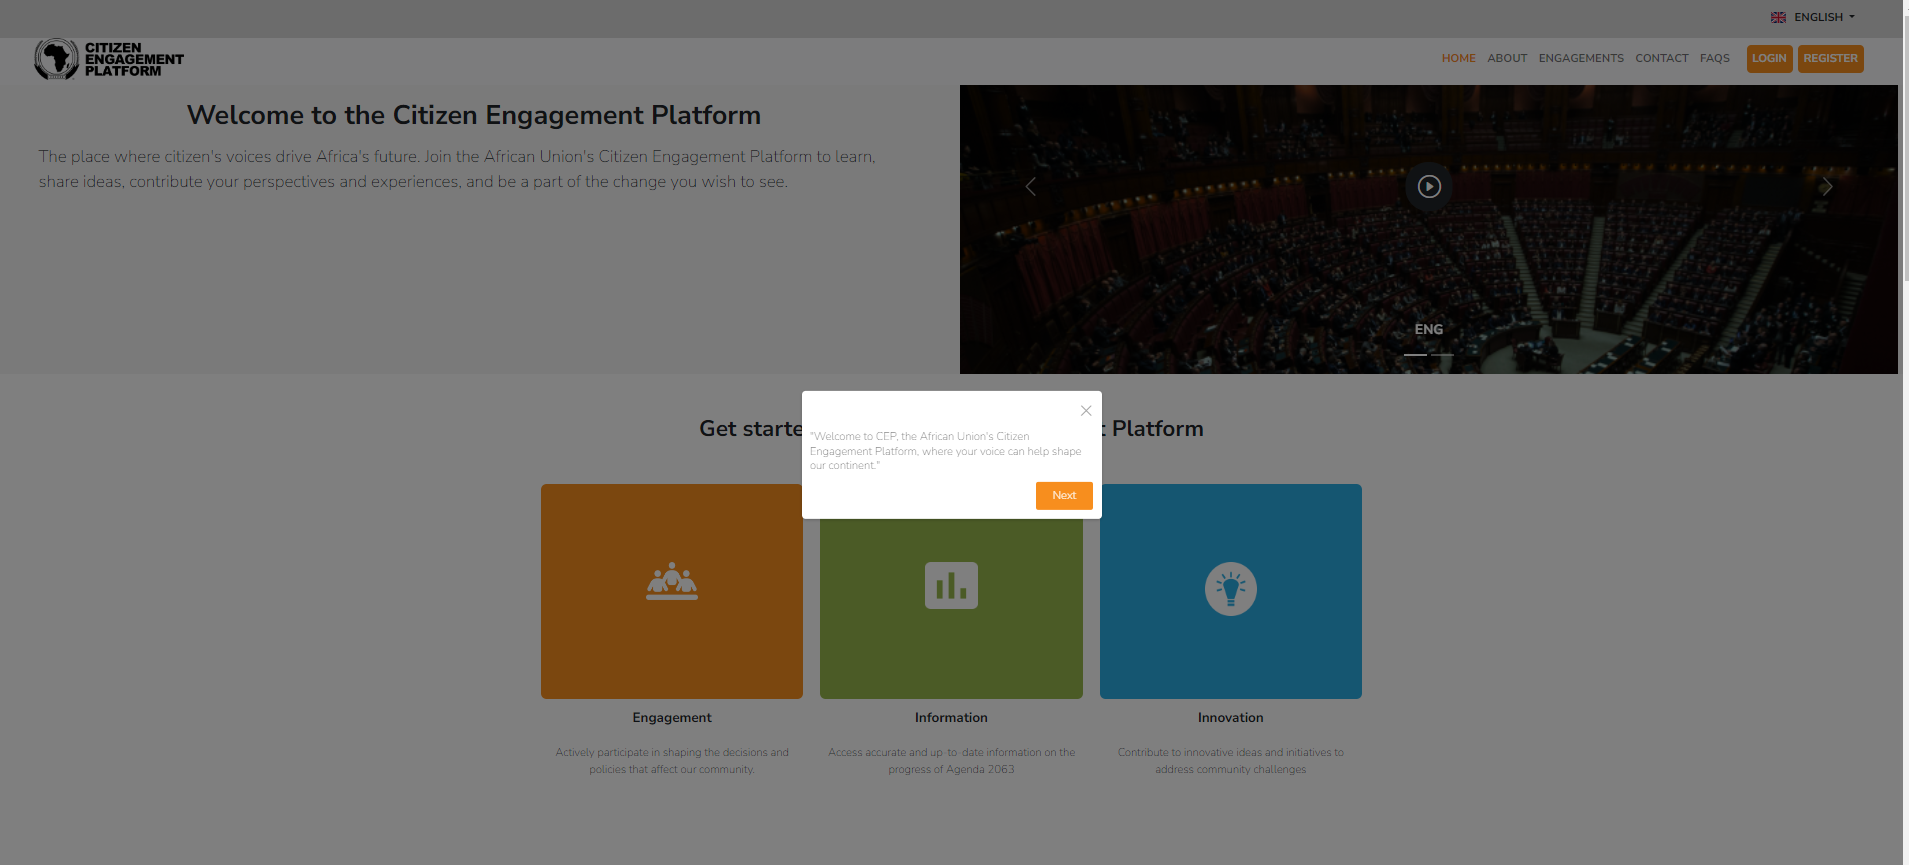 ENGLISH
CITIZEN
ENGAGEMENT
PLATFORM
HOME ABOUT ENGAGEMENTS CONTACT FAQS LOGIN REGISTER
Welcome to the Citizen Engagement Platform
The place where citizen's voices drive Africa's future. Join the African Union's Citizen Engagement Platform to learn,
share ideas, contribute your perspectives and experiences, and be a part of the change you wish to see.
ENG
Get starte t Platform
"Welcome to CEP, the African Union's Citizen
Engagement Platform, where your voice can help shape
our continent."
Next
Engagement
Actively participate in shaping the decisions and
policies that affect our community.
Information
Access accurate and up-to-date information on the
progress of Agenda 2063
Innovation
Contribute to innovative ideas and initiatives to
address community challenges